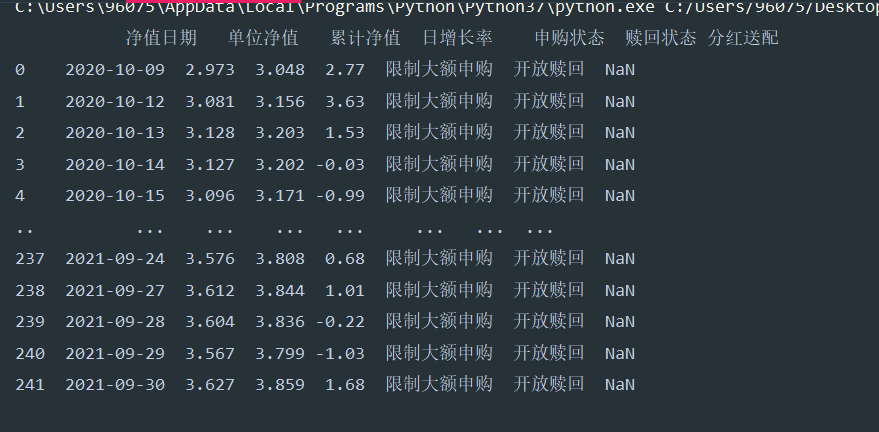 C:\Users\96075\AppData\Local\Programs\Python\Python37\python.exe C:/Users/96075/Desktop
净值日期 单位净值 累计净值 日增长率 申购状态 赎回状态 分红送配
0 2020-10-09 2.973 3.048 2.77 限制大额申购 开放赎回 NaN
1 2020-10-12 3.081 3.156 3.63 限制大额申购 开放赎回 NaN
2 2020-10-13 3.128 3.203 1.53 限制大额申购 开放赎回 NaN
3 2020-10-14 3.127 3.202 -0.03 限制大额申购 开放赎回 NaN
4 2020-10-15 3.096 3.171 -0.99 限制大额申购 开放赎回 NaN
.. ... ... ... ... ... ... ...
237 2021-09-24 3.576 3.808 0.68 限制大额申购 开放赎回 NaN
238 2021-09-27 3.612 3.844 1.01 限制大额申购 开放赎回 NaN
239 2021-09-28 3.604 3.836 -0.22 限制大额申购 开放赎回 NaN
240 2021-09-29 3.567 3.799 -1.03 限制大额申购 开放赎回 NaN
241 2021-09-30 3.627 3.859 1.68 限制大额申购 开放赎回 NaN